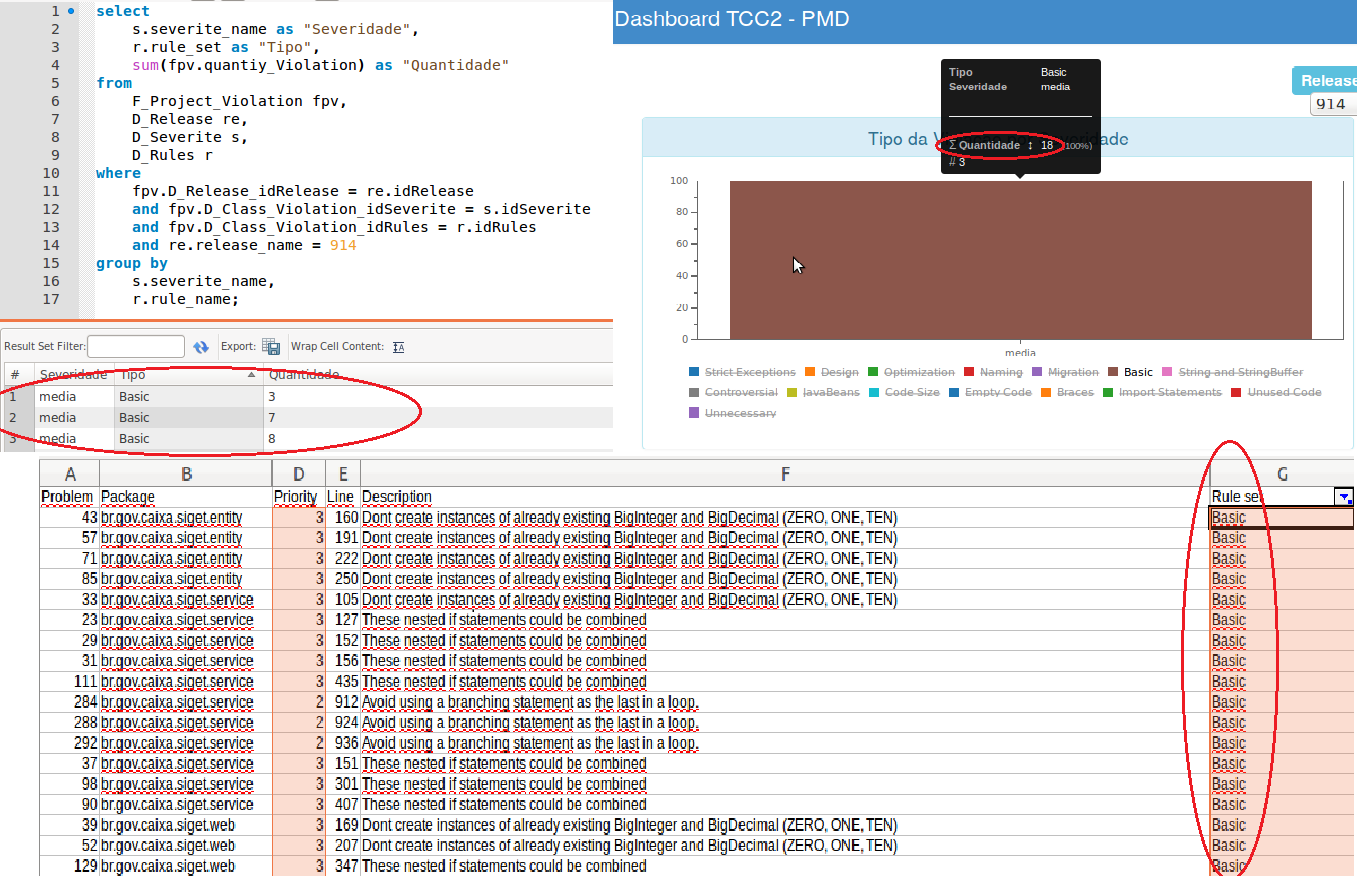 1 select
2 s.severite_name as "Severidade",
3 r.rule_set as "Tipo",
4 sum(fpv.quantiy_Violation) as "Quantidade"
5 from
6 F_Project_Violation fpv,
7 D_Release re,
8 D_Severite s,
9 D_Rules r
10 where
11 fpv.D_Release_idRelease = re.idRelease
12 and fpv.D_Class_Violation_idSeverite = s.idSeverite
13 and fpv.D_Class_Violation_idRules = r.idRules
14 and re.release_name = 914
15 group by
16 s.severite_name,
17 r.rule_name;
Result Set Filter: Export: Wrap Cell Content:
# Severidade Tipo Quantidade
1 media Basic 3
2 media Basic 7
3 media Basic 8
Dashboard TCC2 - PMD
Release
914
Tipo Basic
Severidade media
Σ Quantidade ↕ 18 (100%)
# 3
Tipo da
100
80
60
40
20
0
media
Strict Exceptions Design Optimization Naming Migration Basic String and StringBuffer
Controversial JavaBeans Code Size Empty Code Braces Import Statements Unused Code
Unnecessary
A B D E F G
Problem Package Priority Line Description Rule set
43 br.gov.caixa.siget.entity 3 160 Dont create instances of already existing BigInteger and BigDecimal (ZERO, ONE, TEN) Basic
57 br.gov.caixa.siget.entity 3 191 Dont create instances of already existing BigInteger and BigDecimal (ZERO, ONE, TEN) Basic
71 br.gov.caixa.siget.entity 3 222 Dont create instances of already existing BigInteger and BigDecimal (ZERO, ONE, TEN) Basic
85 br.gov.caixa.siget.entity 3 250 Dont create instances of already existing BigInteger and BigDecimal (ZERO, ONE, TEN) Basic
33 br.gov.caixa.siget.service 3 105 Dont create instances of already existing BigInteger and BigDecimal (ZERO, ONE, TEN) Basic
23 br.gov.caixa.siget.service 3 127 These nested if statements could be combined Basic
29 br.gov.caixa.siget.service 3 152 These nested if statements could be combined Basic
31 br.gov.caixa.siget.service 3 156 These nested if statements could be combined Basic
111 br.gov.caixa.siget.service 3 435 These nested if statements could be combined Basic
284 br.gov.caixa.siget.service 2 912 Avoid using a branching statement as the last in a loop. Basic
288 br.gov.caixa.siget.service 2 924 Avoid using a branching statement as the last in a loop. Basic
292 br.gov.caixa.siget.service 2 936 Avoid using a branching statement as the last in a loop. Basic
37 br.gov.caixa.siget.service 3 151 These nested if statements could be combined Basic
98 br.gov.caixa.siget.service 3 301 These nested if statements could be combined Basic
90 br.gov.caixa.siget.service 3 407 These nested if statements could be combined Basic
39 br.gov.caixa.siget.web 3 169 Dont create instances of already existing BigInteger and BigDecimal (ZERO, ONE, TEN) Basic
52 br.gov.caixa.siget.web 3 207 Dont create instances of already existing BigInteger and BigDecimal (ZERO, ONE, TEN) Basic
129 br.gov.caixa.siget.web 3 347 These nested if statements could be combined Basic